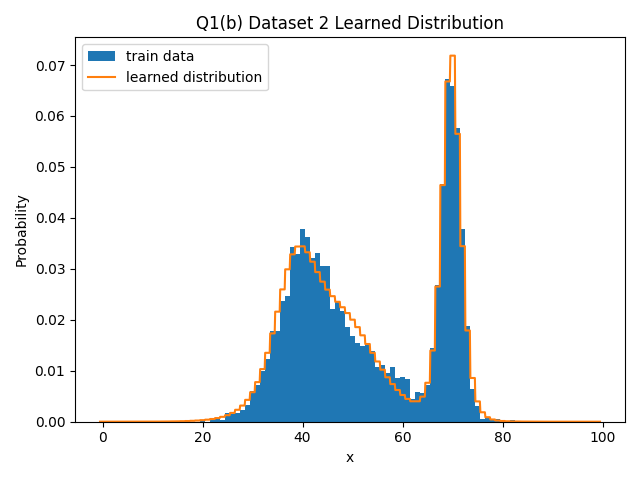 Q1(b) Dataset 2 Learned Distribution
train data
learned distribution
Probability
0.07
0.06
0.05
0.04
0.03
0.02
0.01
0.00
0 20 40 60 80 100
x